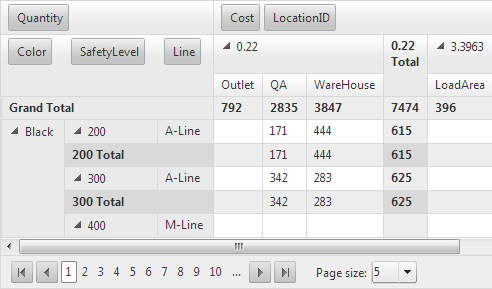 Quantity Cost LocationID
Color SafetyLevel Line 0.22 0.22 Total 3.3963
Outlet QA WareHouse LoadArea
Grand Total 792 2835 3847 7474 396
Black 200 A-Line 171 444 615
200 Total 171 444 615
300 A-Line 342 283 625
300 Total 342 283 625
400 M-Line
1 2 3 4 5 6 7 8 9 10 ... Page size: 5